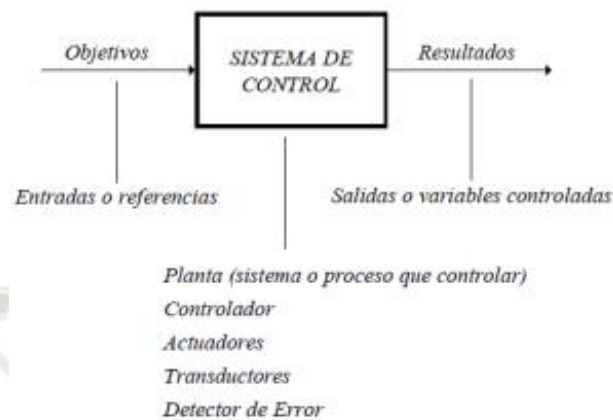 Objetivos
SISTEMA DE
CONTROL
Resultados
Entradas o referencias
Salidas o variables controladas
Planta (sistema o proceso que controlar)
Controlador
Actuadores
Transductores
Detector de Error